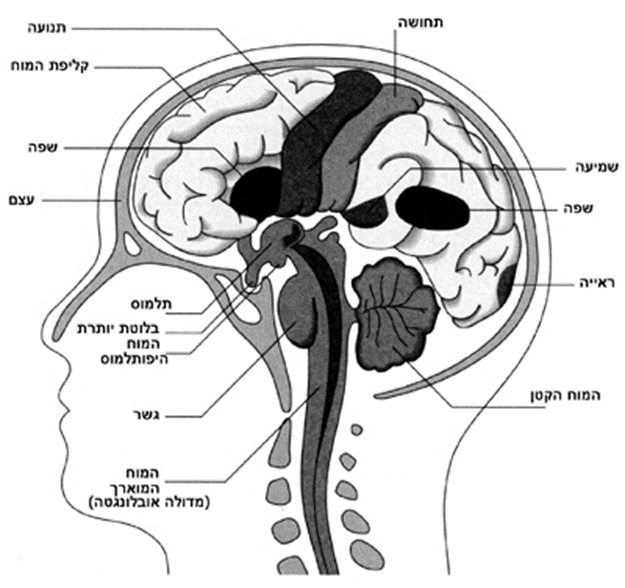 תנועה
תחושה
קליפת המוח
שפה
שמיעה
עצם
שפה
ראייה
תלמוס
בלוטת יותרת
המוח
היפותלמוס
המוח הקטן
גשר
המוח
המוארך
(מדולה אובלונגטה)